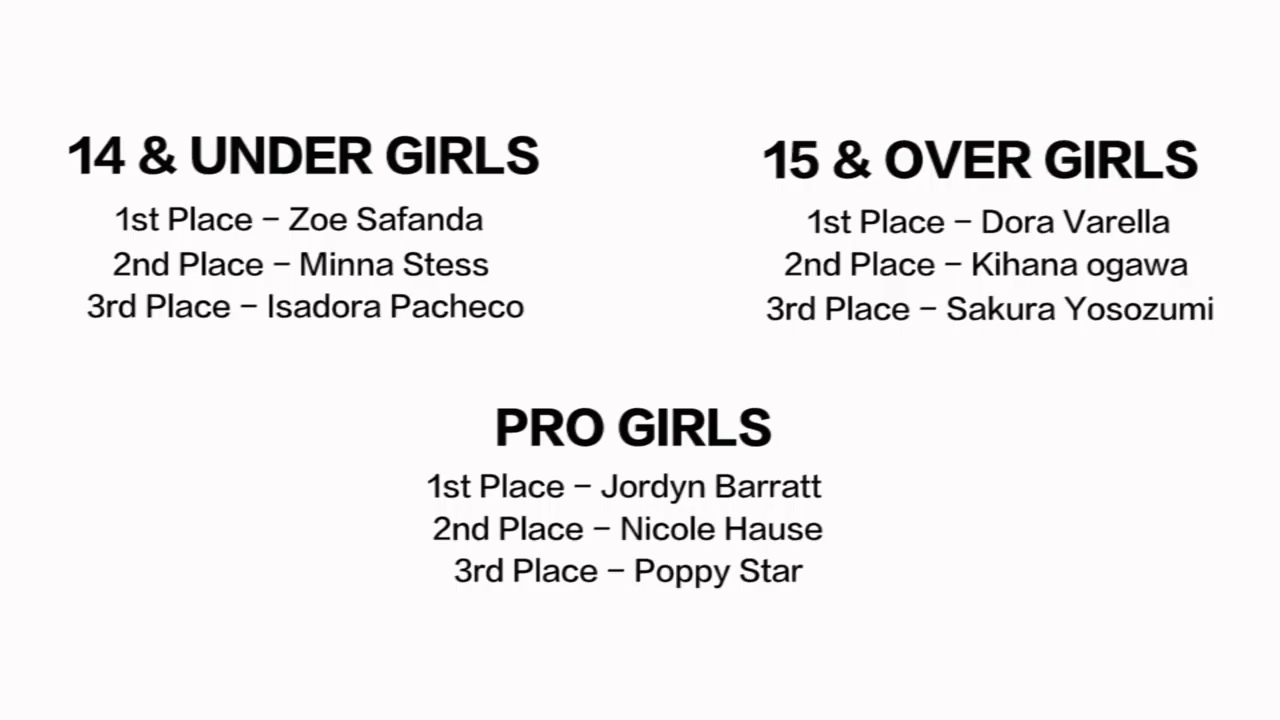 14 & UNDER GIRLS
1st Place – Zoe Safanda
2nd Place – Minna Stess
3rd Place – Isadora Pacheco
15 & OVER GIRLS
1st Place – Dora Varella
2nd Place – Kihana ogawa
3rd Place – Sakura Yosozumi
PRO GIRLS
1st Place – Jordyn Barratt
2nd Place – Nicole Hause
3rd Place – Poppy Star